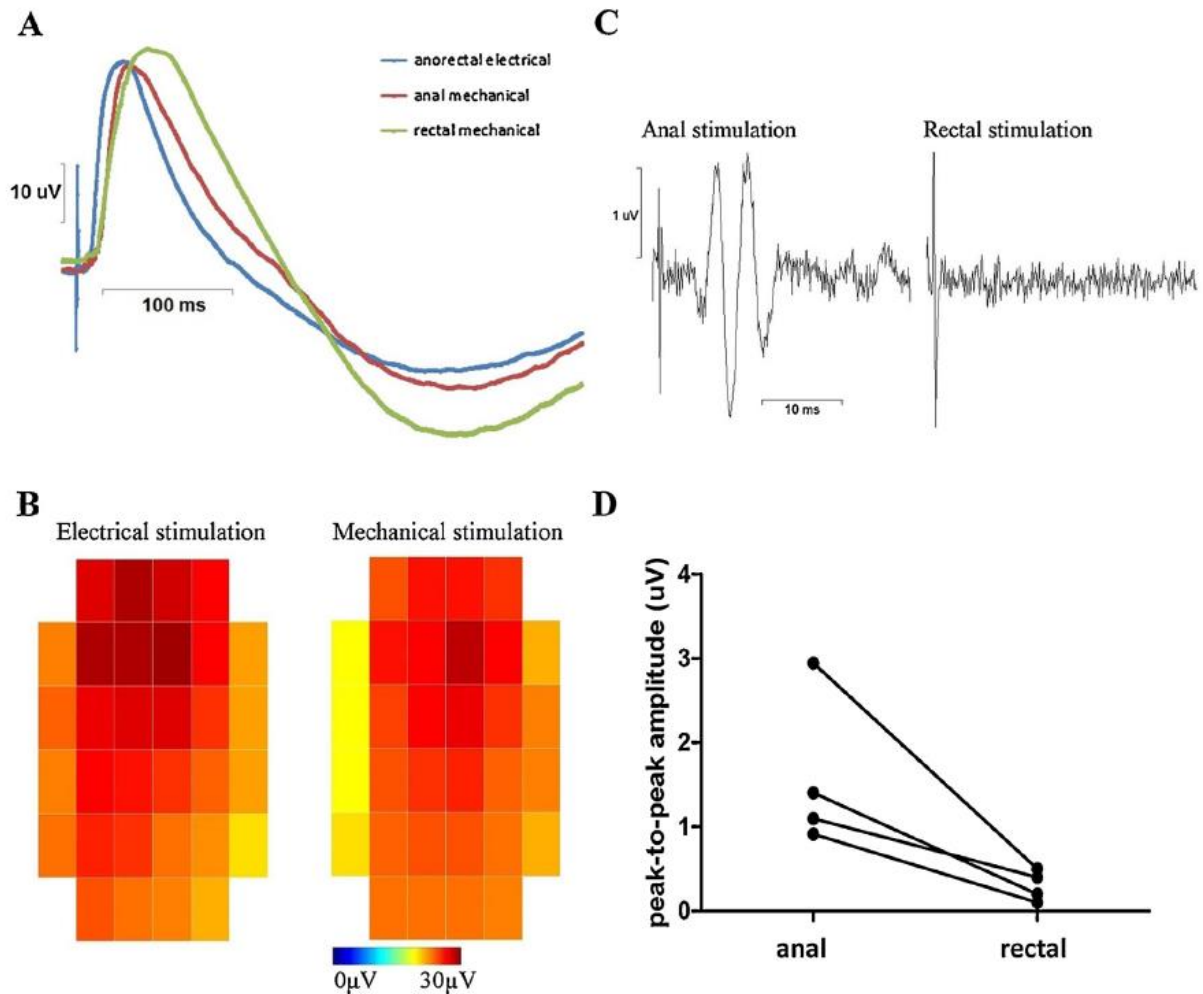 A
anorectal electrical
anal mechanical
rectal mechanical
10 uV
100 ms
C
Anal stimulation
Rectal stimulation
1 uV
10 ms
B
Electrical stimulation
Mechanical stimulation
0μV
30μV
D
peak-to-peak amplitude (uV)
4
3
2
1
0
anal
rectal